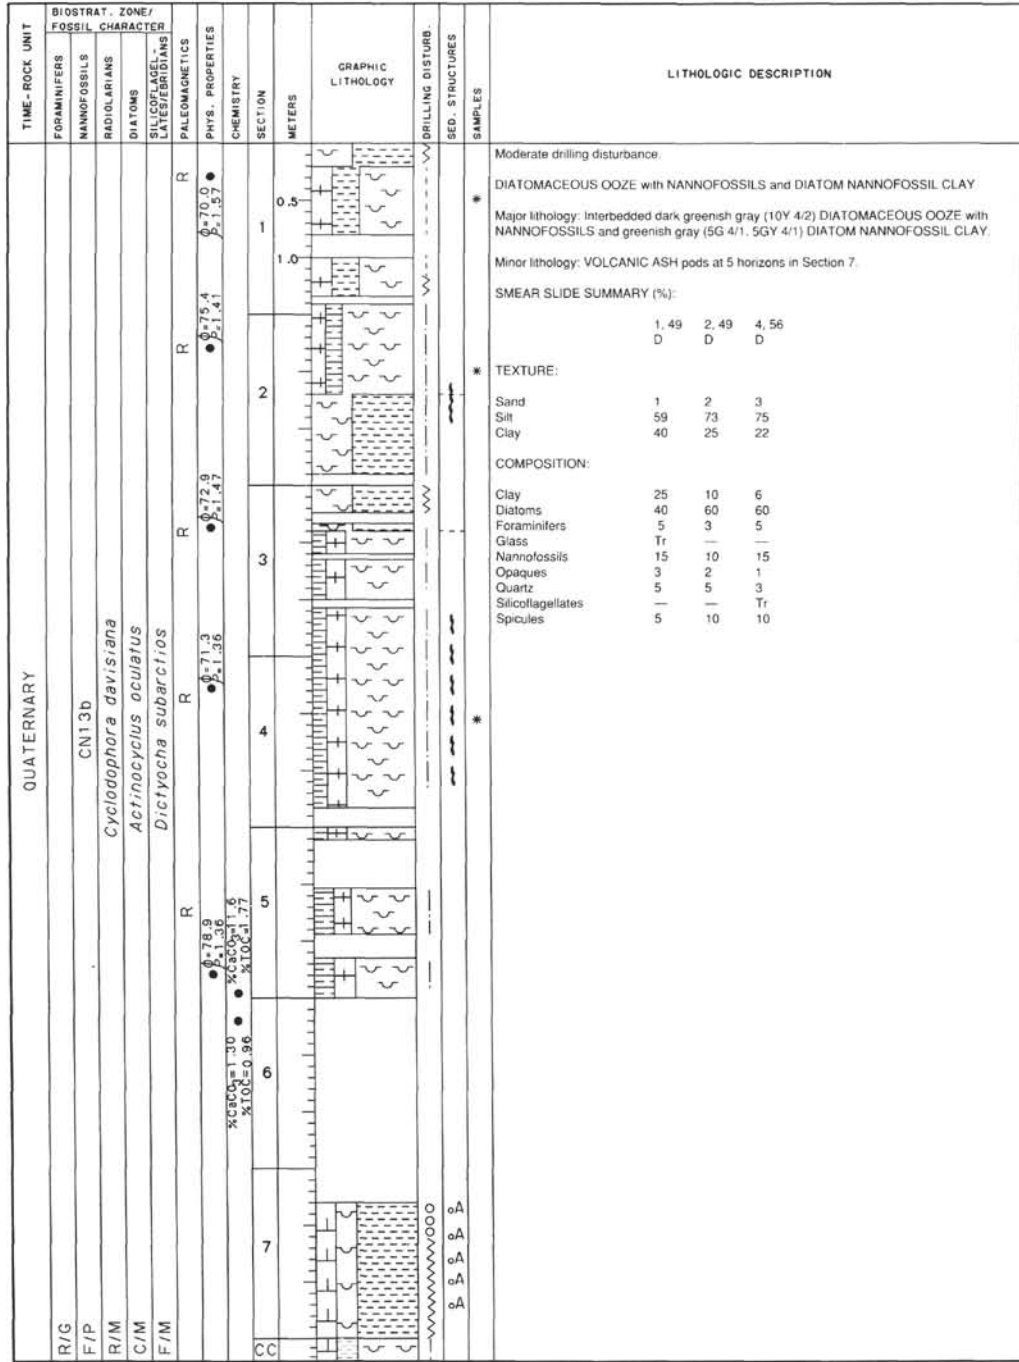 TIME-ROCK UNIT
BIOSTRAT. ZONE/
FOSSIL CHARACTER
FORAMINIFERS
NANNOFOSSILS
RADIOLARIANS
DIATOMS
SILICOFLAGEL-
LATES/EBRIDIANS
PALEOMAGNETICS
PHYS. PROPERTIES
CHEMISTRY
SECTION
METERS
GRAPHIC
LITHOLOGY
DRILLING DISTURB.
SED. STRUCTURES
SAMPLES
LITHOLOGIC DESCRIPTION
QUATERNARY
R/G
F/P
CN13b
R/M
Cyclodophora davisiana
C/M
Actinocyclus oculatus
F/M
Dictyocha subarctios
R
R
R
R
R
Φ=70.0
ρ=1.57
Φ=75.4
ρ=1.41
Φ=72.9
ρ=1.47
Φ=71.3
ρ=1.36
Φ=78.9
ρ=1.36
%CaCO3=11.6
%TOC=1.77
%CaCO3=1.30
%TOC=0.96
1
2
3
4
5
6
7
CC
0.5
1.0
oA
oA
oA
oA
oA
*
*
*
Moderate drilling disturbance.
DIATOMACEOUS OOZE with NANNOFOSSILS and DIATOM NANNOFOSSIL CLAY
Major lithology: Interbedded dark greenish gray (10Y 4/2) DIATOMACEOUS OOZE with
NANNOFOSSILS and greenish gray (5G 4/1, 5GY 4/1) DIATOM NANNOFOSSIL CLAY.
Minor lithology: VOLCANIC ASH pods at 5 horizons in Section 7.
SMEAR SLIDE SUMMARY (%):
1, 49 2, 49 4, 56
D D D
TEXTURE:
Sand 1 2 3
Silt 59 73 75
Clay 40 25 22
COMPOSITION:
Clay 25 10 6
Diatoms 40 60 60
Foraminifers 5 3 5
Glass Tr — —
Nannofossils 15 10 15
Opaques 3 2 1
Quartz 5 5 3
Silicoflagellates — — Tr
Spicules 5 10 10